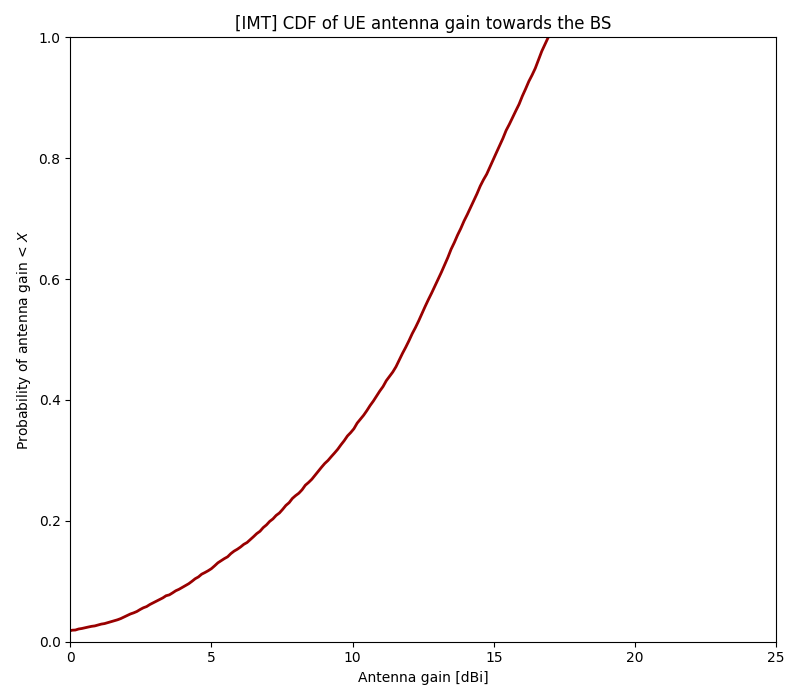 [IMT] CDF of UE antenna gain towards the BS
1.0
0.8
0.6
0.4
0.2
0.0
Probability of antenna gain < X
0 5 10 15 20 25
Antenna gain [dBi]